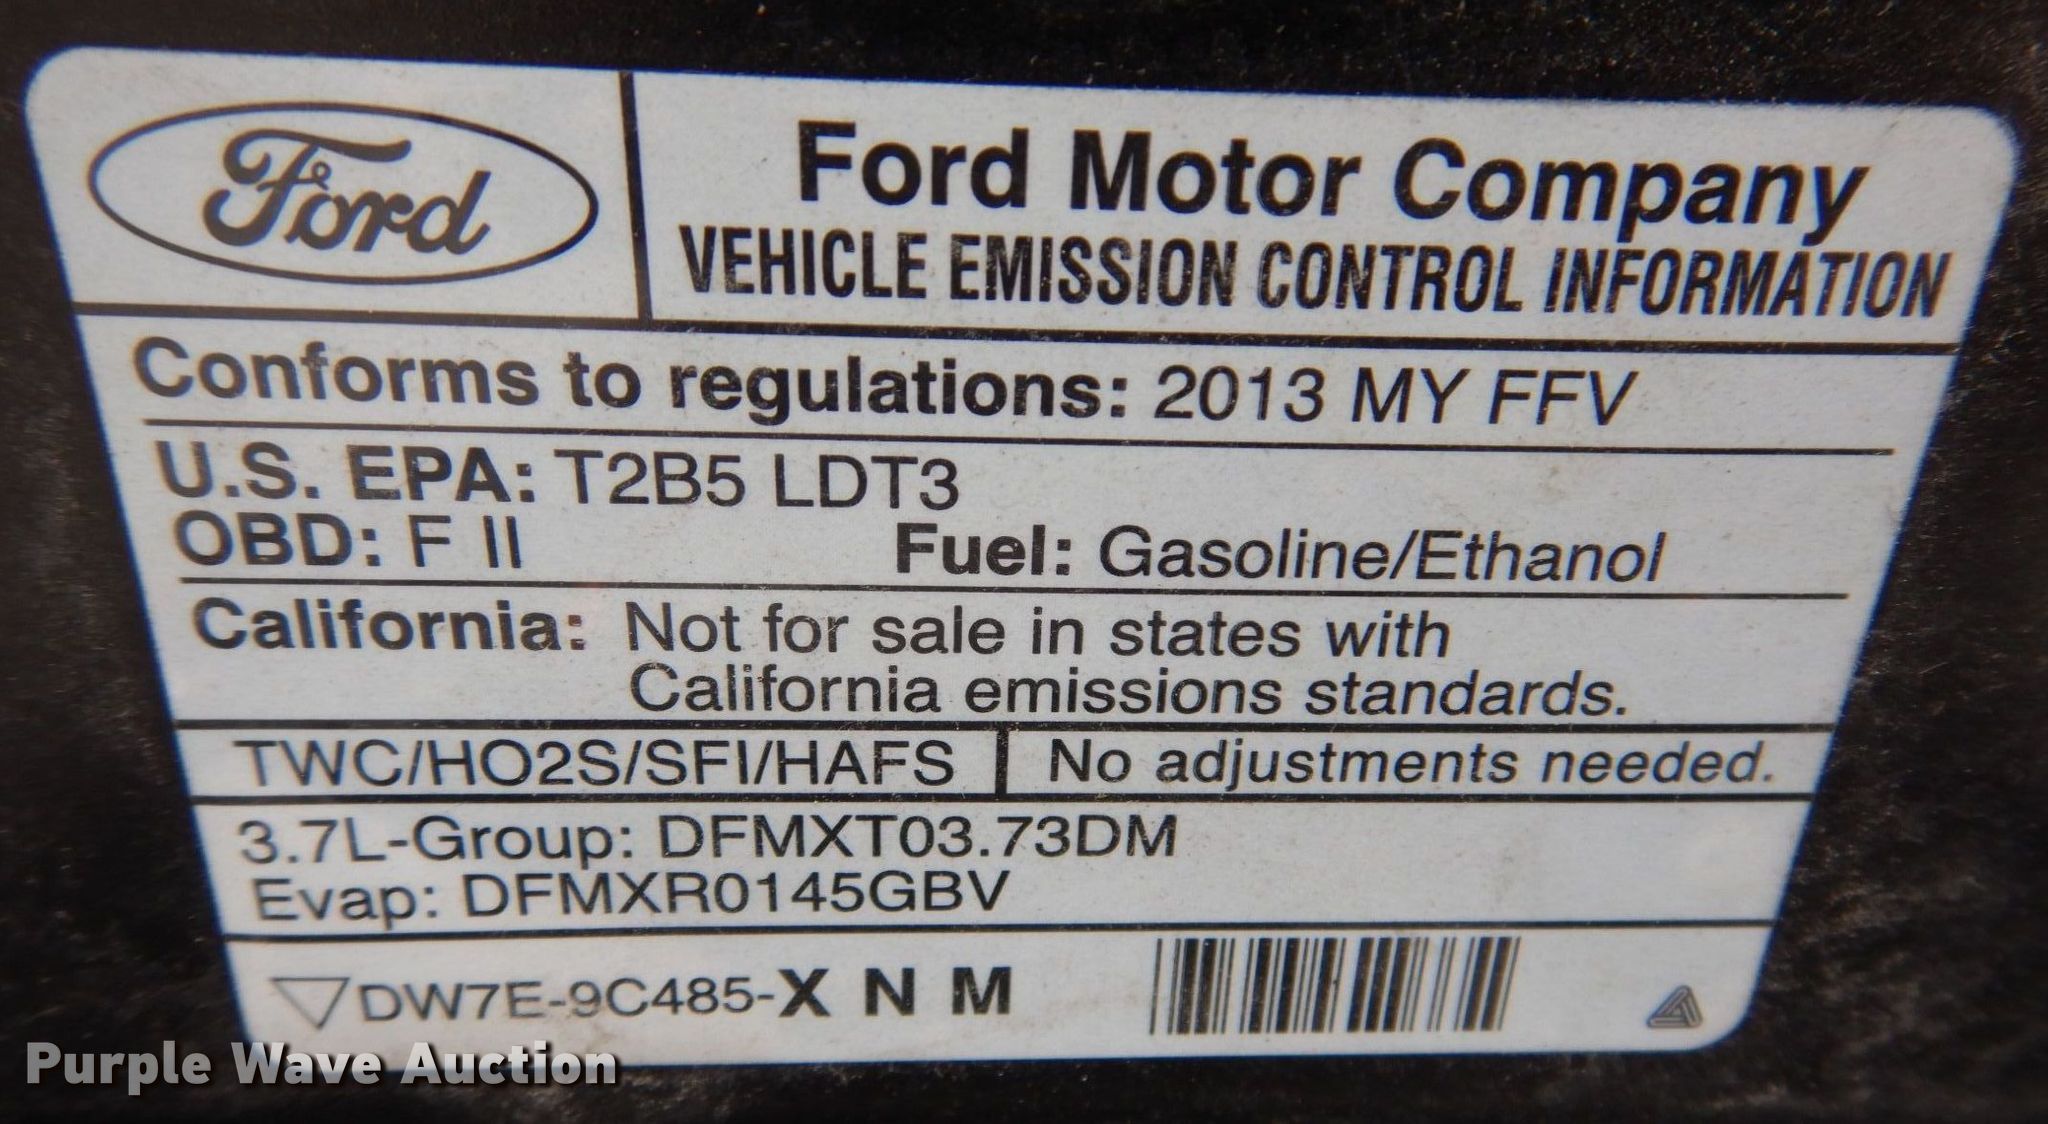 Ford
Ford Motor Company
VEHICLE EMISSION CONTROL INFORMATION
Conforms to regulations: 2013 MY FFV
U.S. EPA: T2B5 LDT3
OBD: F II Fuel: Gasoline/Ethanol
California: Not for sale in states with
California emissions standards.
TWC/HO2S/SFI/HAFS No adjustments needed.
3.7L-Group: DFMXT03.73DM
Evap: DFMXR0145GBV
DW7E-9C485-X N M
Purple Wave Auction